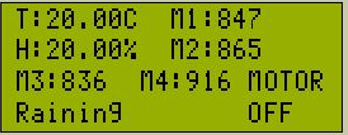 T:20.00C M1:847
H:20.00% M2:865
M3:836 M4:916 MOTOR
Raining OFF